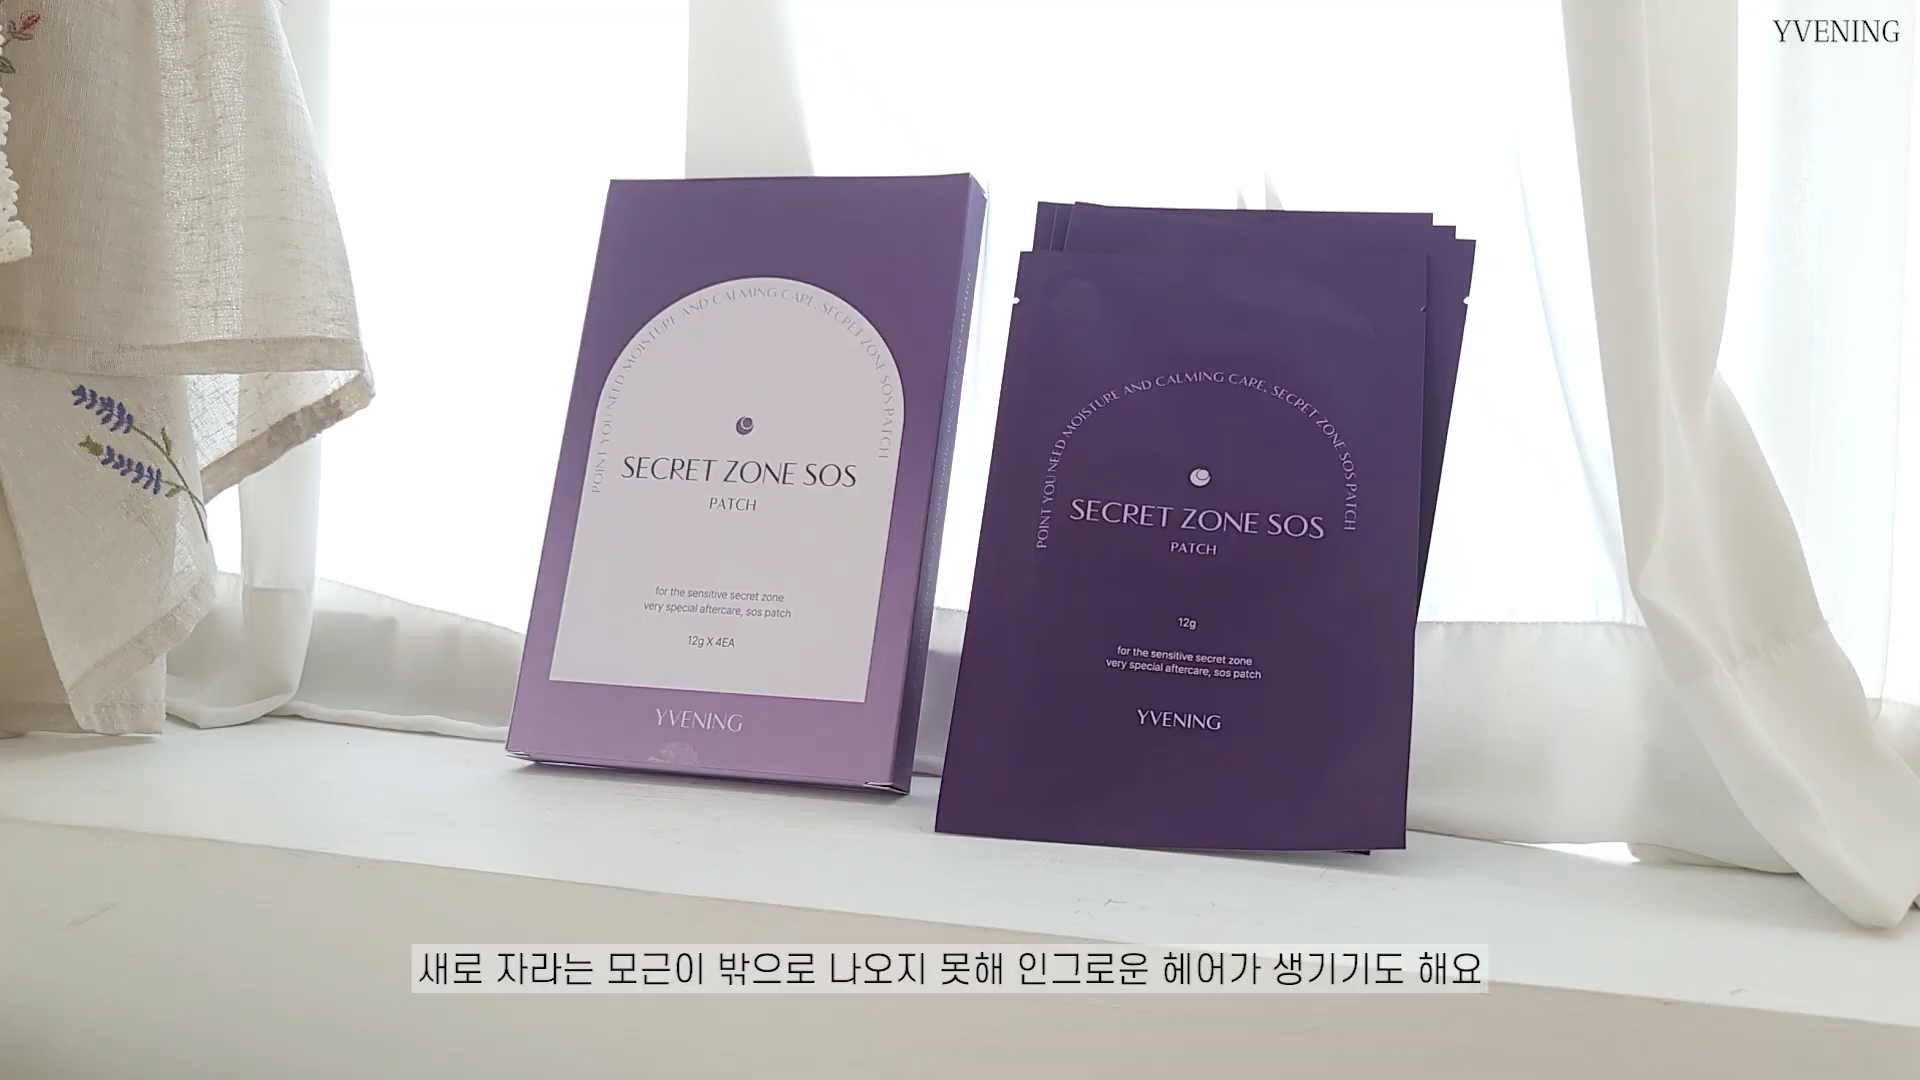 YVENING
POINT YOU NEED MOISTURE AND CALMING CARE, SECRET ZONE SOS PATCH
SECRET ZONE SOS
PATCH
for the sensitive secret zone
very special aftercare, sos patch
12g X 4EA
YVENING
POINT YOU NEED MOISTURE AND CALMING CARE, SECRET ZONE SOS PATCH
SECRET ZONE SOS
PATCH
12g
for the sensitive secret zone
very special aftercare, sos patch
YVENING
새로 자라는 모근이 밖으로 나오지 못해 인그로운 헤어가 생기기도 해요